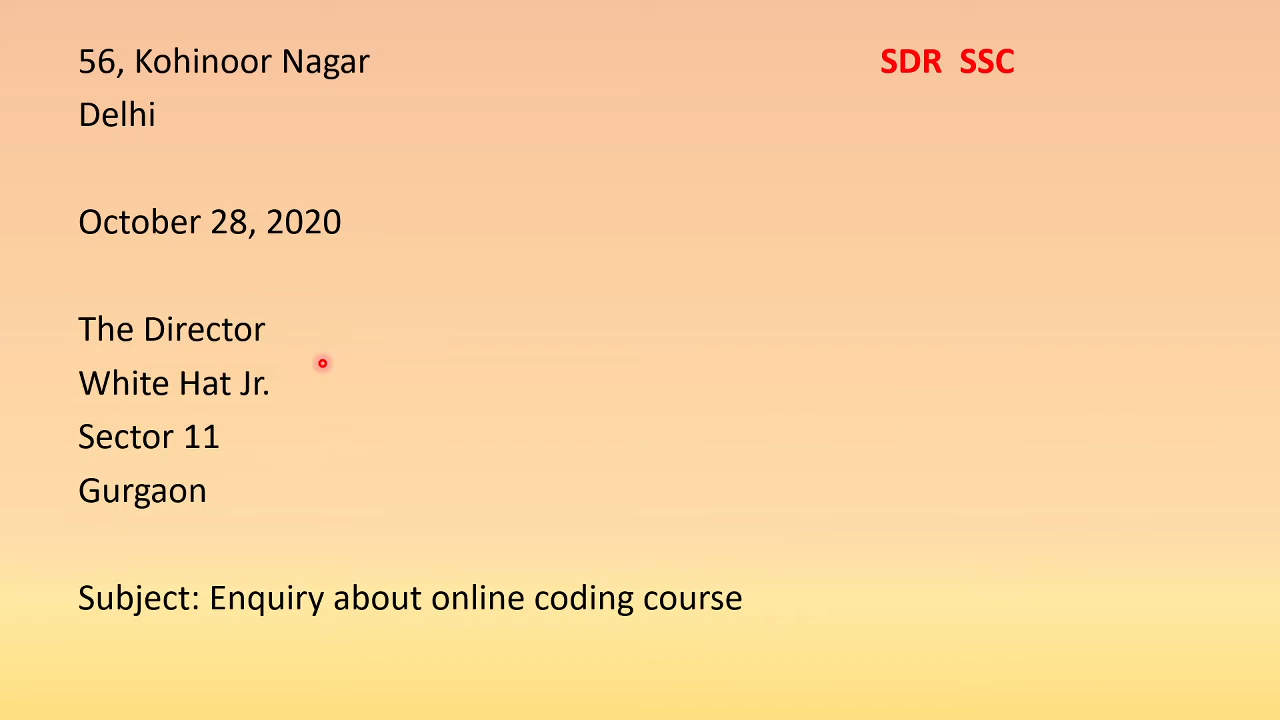 56, Kohinoor Nagar
SDR SSC
Delhi
October 28, 2020
The Director
White Hat Jr.
Sector 11
Gurgaon
Subject: Enquiry about online coding course